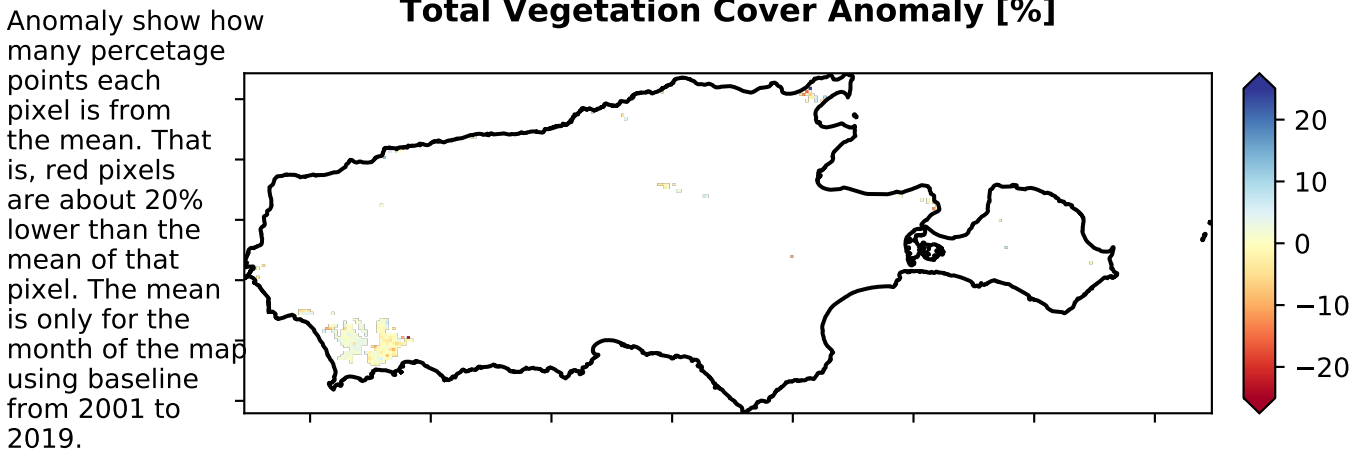 Total Vegetation Cover Anomaly [%]
Anomaly show how
many percetage
points each
pixel is from
the mean. That
is, red pixels
are about 20%
lower than the
mean of that
pixel. The mean
is only for the
month of the map
using baseline
from 2001 to
2019.
20
10
0
−10
−20